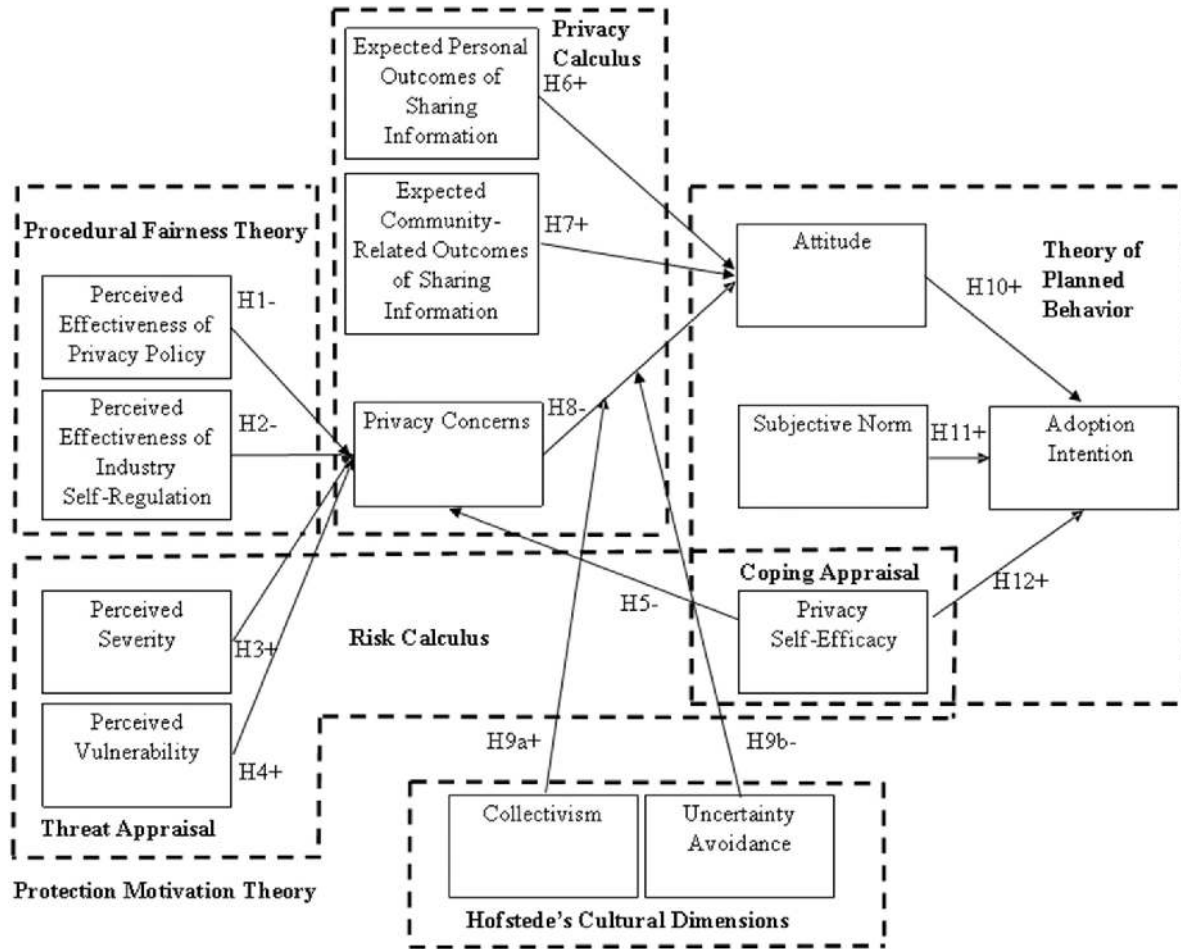 Privacy
Calculus
Expected Personal
Outcomes of
Sharing
Information
H6+
Expected
Community-
Related Outcomes
of Sharing
Information
H7+
Procedural Fairness Theory
Perceived
Effectiveness of
Privacy Policy
H1-
Perceived
Effectiveness of
Industry
Self-Regulation
H2-
Privacy Concerns
H8-
Attitude
Theory of
Planned
Behavior
H10+
Subjective Norm
H11+
Adoption
Intention
Coping Appraisal
Privacy
Self-Efficacy
H12+
H5-
Risk Calculus
Perceived
Severity
H3+
Perceived
Vulnerability
H4+
Threat Appraisal
Protection Motivation Theory
H9a+
H9b-
Collectivism
Uncertainty
Avoidance
Hofstede's Cultural Dimensions